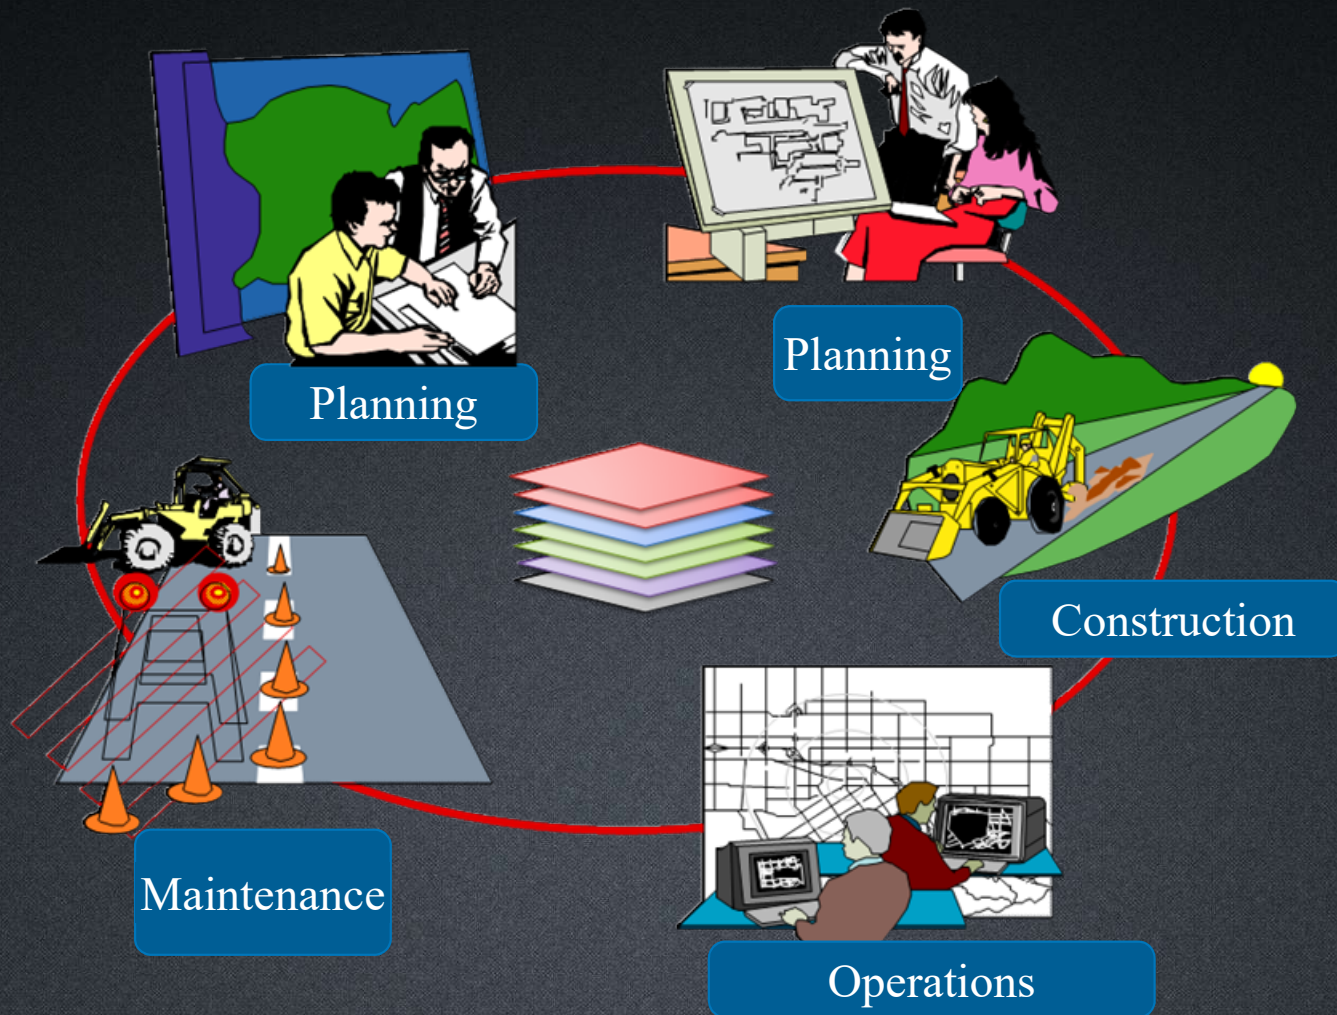 Planning
Planning
Construction
Maintenance
Operations